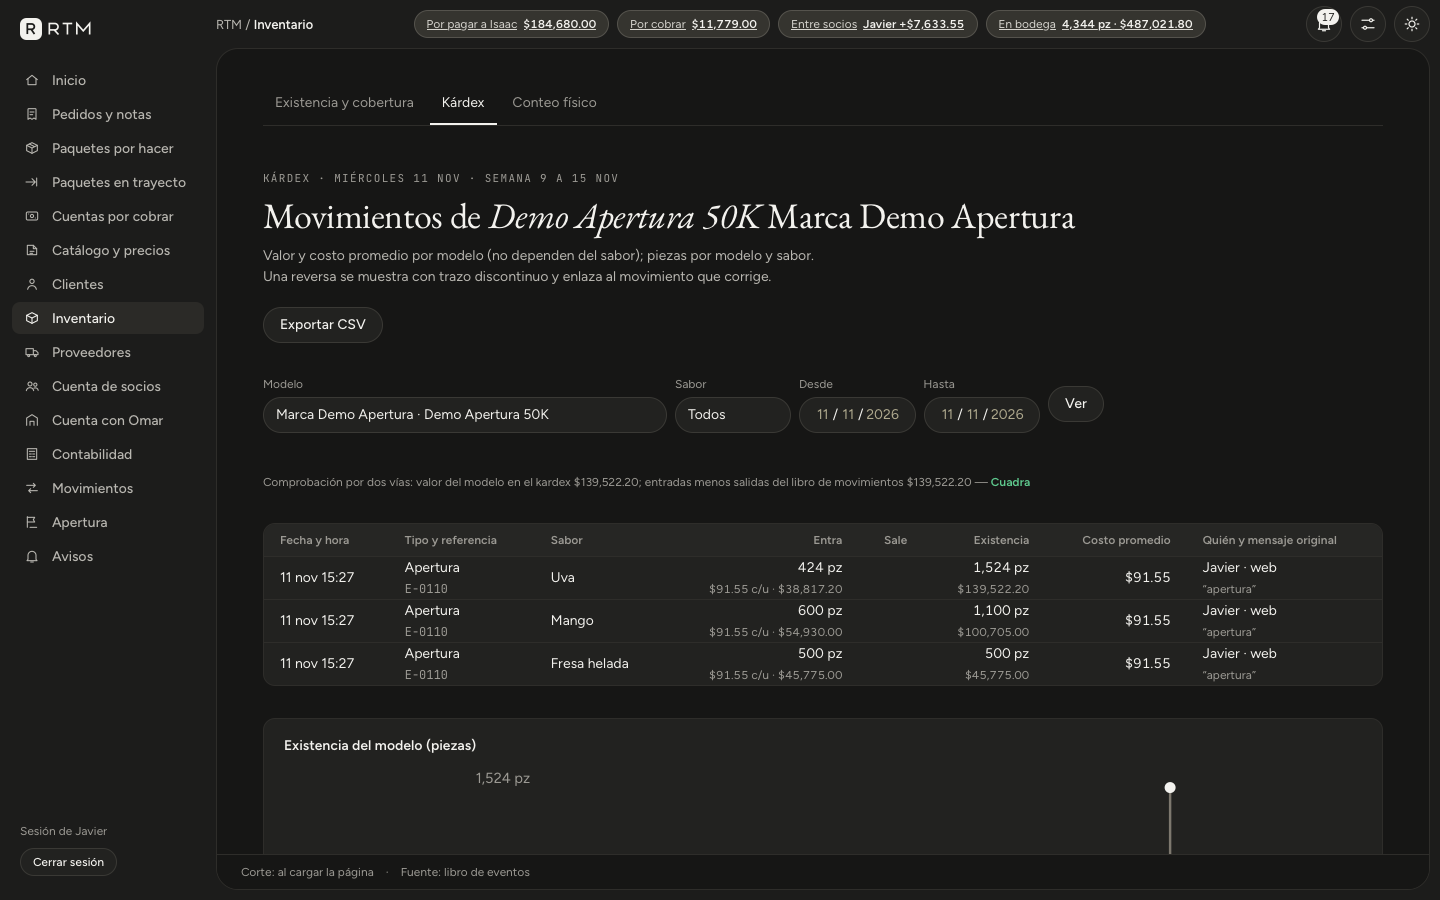 R RTM
RTM / Inventario
Por pagar a Isaac $184,680.00
Por cobrar $11,779.00
Entre socios Javier +$7,633.55
En bodega 4,344 pz · $487,021.80
17
Inicio
Pedidos y notas
Paquetes por hacer
Paquetes en trayecto
Cuentas por cobrar
Catálogo y precios
Clientes
Inventario
Proveedores
Cuenta de socios
Cuenta con Omar
Contabilidad
Movimientos
Apertura
Avisos
Sesión de Javier
Cerrar sesión
Existencia y cobertura Kárdex Conteo físico
KÁRDEX · MIÉRCOLES 11 NOV · SEMANA 9 A 15 NOV
Movimientos de Demo Apertura 50K Marca Demo Apertura
Valor y costo promedio por modelo (no dependen del sabor); piezas por modelo y sabor.
Una reversa se muestra con trazo discontinuo y enlaza al movimiento que corrige.
Exportar CSV
Modelo Sabor Desde Hasta
Marca Demo Apertura · Demo Apertura 50K Todos 11 / 11 / 2026 11 / 11 / 2026 Ver
Comprobación por dos vías: valor del modelo en el kardex $139,522.20; entradas menos salidas del libro de movimientos $139,522.20 — Cuadra
Fecha y hora Tipo y referencia Sabor Entra Sale Existencia Costo promedio Quién y mensaje original
11 nov 15:27 Apertura Uva 424 pz 1,524 pz $91.55 Javier · web
E-0110 $91.55 c/u · $38,817.20 $139,522.20 “apertura”
11 nov 15:27 Apertura Mango 600 pz 1,100 pz $91.55 Javier · web
E-0110 $91.55 c/u · $54,930.00 $100,705.00 “apertura”
11 nov 15:27 Apertura Fresa helada 500 pz 500 pz $91.55 Javier · web
E-0110 $91.55 c/u · $45,775.00 $45,775.00 “apertura”
Existencia del modelo (piezas)
1,524 pz
Corte: al cargar la página · Fuente: libro de eventos